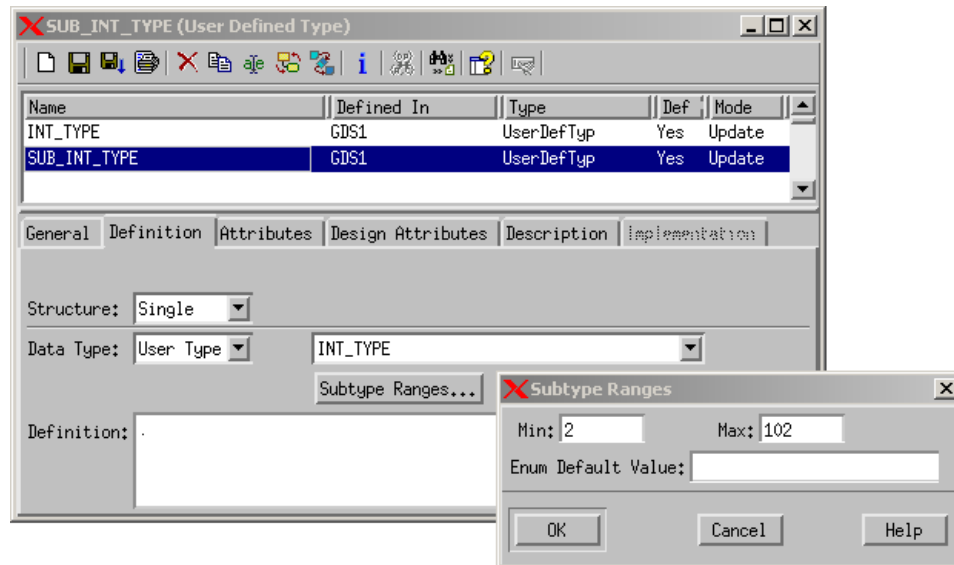 SUB_INT_TYPE (User Defined Type)
Name Defined In Type Def Mode
INT_TYPE GDS1 UserDefTyp Yes Update
SUB_INT_TYPE GDS1 UserDefTyp Yes Update
General Definition Attributes Design Attributes Description Implementation
Structure: Single
Data Type: User Type INT_TYPE
Subtype Ranges...
Definition: .
Subtype Ranges
Min: 2 Max: 102
Enum Default Value:
OK Cancel Help